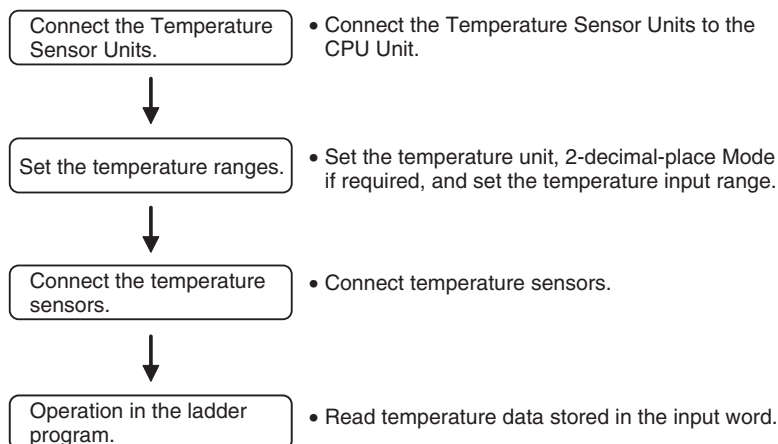 Connect the Temperature
Sensor Units.
• Connect the Temperature Sensor Units to the
CPU Unit.
Set the temperature ranges.
• Set the temperature unit, 2-decimal-place Mode
if required, and set the temperature input range.
Connect the temperature
sensors.
• Connect temperature sensors.
Operation in the ladder
program.
• Read temperature data stored in the input word.